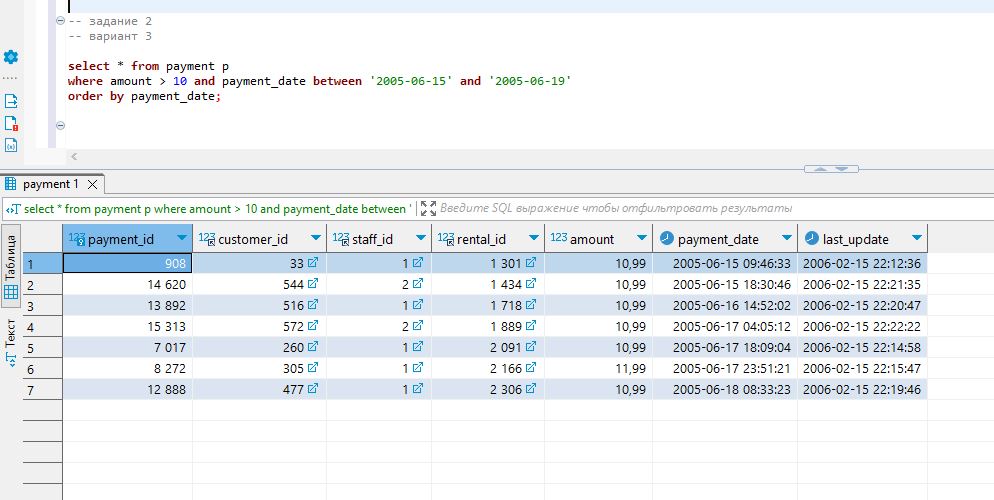 -- задание 2
-- вариант 3
select * from payment p
where amount > 10 and payment_date between '2005-06-15' and '2005-06-19'
order by payment_date;
payment 1
select * from payment p where amount > 10 and payment_date between '
Введите SQL выражение чтобы отфильтровать результаты
Таблица
Текст
123 payment_id 123 customer_id 123 staff_id 123 rental_id 123 amount payment_date last_update
1 908 33 1 1 301 10,99 2005-06-15 09:46:33 2006-02-15 22:12:36
2 14 620 544 2 1 434 10,99 2005-06-15 18:30:46 2006-02-15 22:21:35
3 13 892 516 1 1 718 10,99 2005-06-16 14:52:02 2006-02-15 22:20:47
4 15 313 572 2 1 889 10,99 2005-06-17 04:05:12 2006-02-15 22:22:22
5 7 017 260 1 2 091 10,99 2005-06-17 18:09:04 2006-02-15 22:14:58
6 8 272 305 1 2 166 11,99 2005-06-17 23:51:21 2006-02-15 22:15:47
7 12 888 477 1 2 306 10,99 2005-06-18 08:33:23 2006-02-15 22:19:46